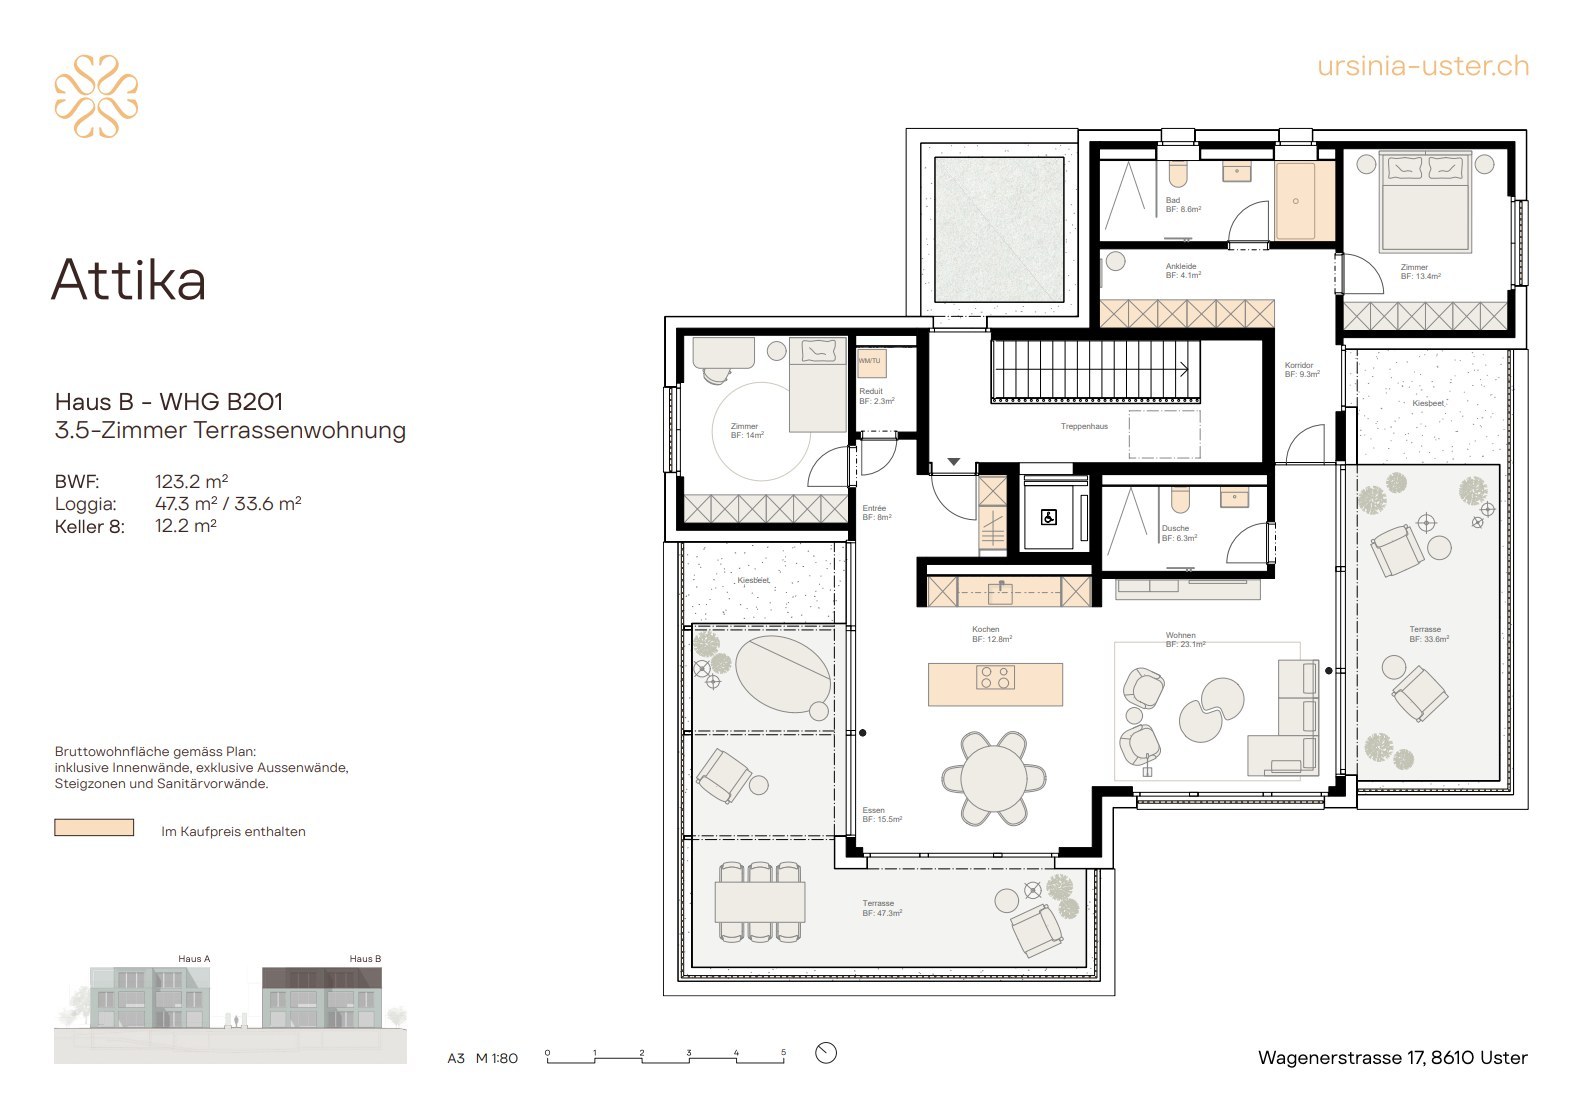 ursinia-uster.ch
Attika
Haus B - WHG B201
3.5-Zimmer Terrassenwohnung
BWF: 123.2 m²
Loggia: 47.3 m² / 33.6 m²
Keller 8: 12.2 m²
Bruttowohnfläche gemäss Plan:
inklusive Innenwände, exklusive Aussenwände,
Steigzonen und Sanitärvorwände.
Im Kaufpreis enthalten
Haus A
Haus B
Bad
BF: 8.6m²
Ankleide
BF: 4.1m²
Zimmer
BF: 13.4m²
Zimmer
BF: 14m²
WM/TU
Reduit
BF: 2.3m²
Korridor
BF: 9.3m²
Treppenhaus
Kiesbeet
Entrée
BF: 8m²
Dusche
BF: 6.3m²
Kiesbeet
Kochen
BF: 12.8m²
Wohnen
BF: 23.1m²
Terrasse
BF: 33.6m²
Essen
BF: 15.5m²
Terrasse
BF: 47.3m²
A3 M 1:80
0 1 2 3 4 5
Wagenerstrasse 17, 8610 Uster